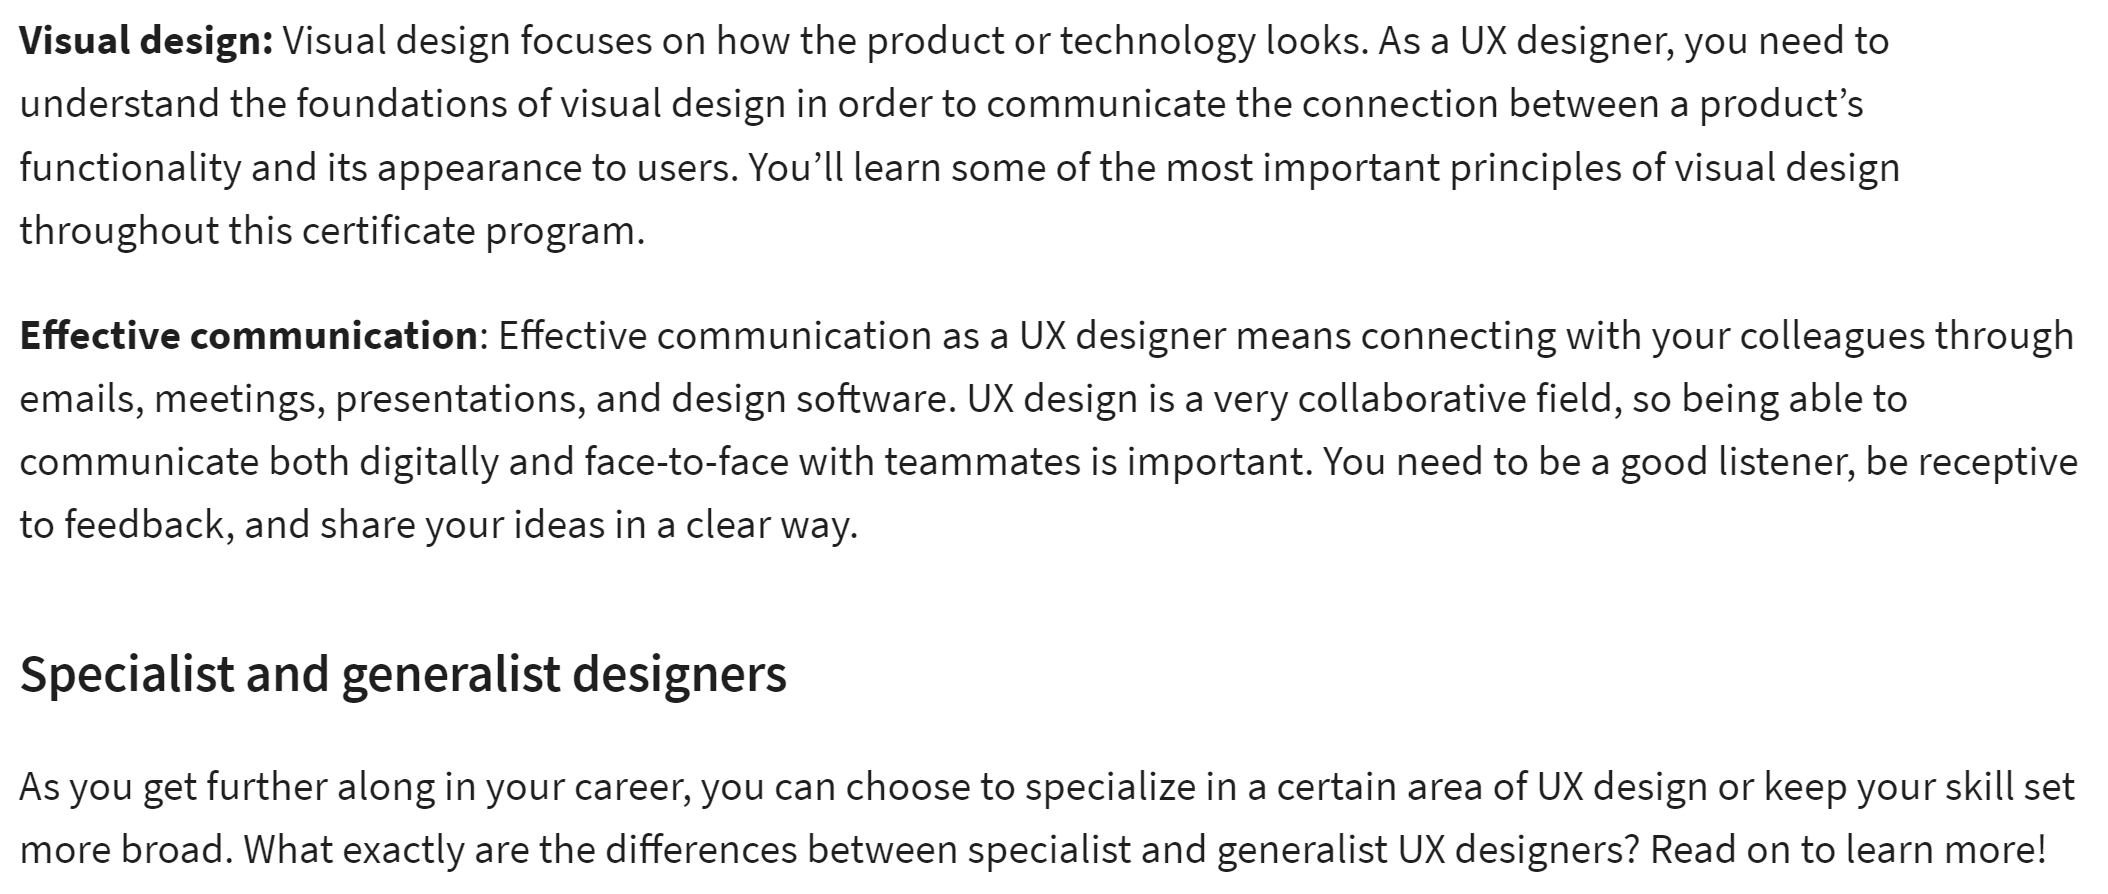 Visual design: Visual design focuses on how the product or technology looks. As a UX designer, you need to
understand the foundations of visual design in order to communicate the connection between a product’s
functionality and its appearance to users. You’ll learn some of the most important principles of visual design
throughout this certificate program.
Effective communication: Effective communication as a UX designer means connecting with your colleagues through
emails, meetings, presentations, and design software. UX design is a very collaborative field, so being able to
communicate both digitally and face-to-face with teammates is important. You need to be a good listener, be receptive
to feedback, and share your ideas in a clear way.
Specialist and generalist designers
As you get further along in your career, you can choose to specialize in a certain area of UX design or keep your skill set
more broad. What exactly are the differences between specialist and generalist UX designers? Read on to learn more!